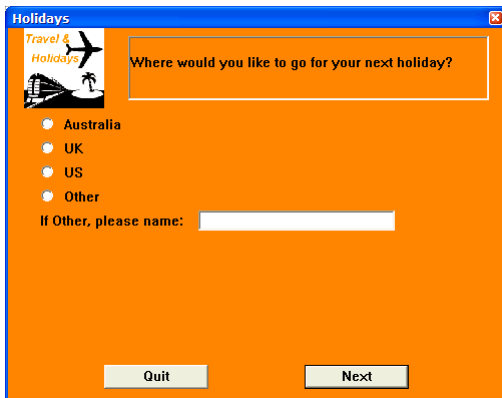 Holidays
Travel &
Holidays
Where would you like to go for your next holiday?
Australia
UK
US
Other
If Other, please name:
Quit
Next